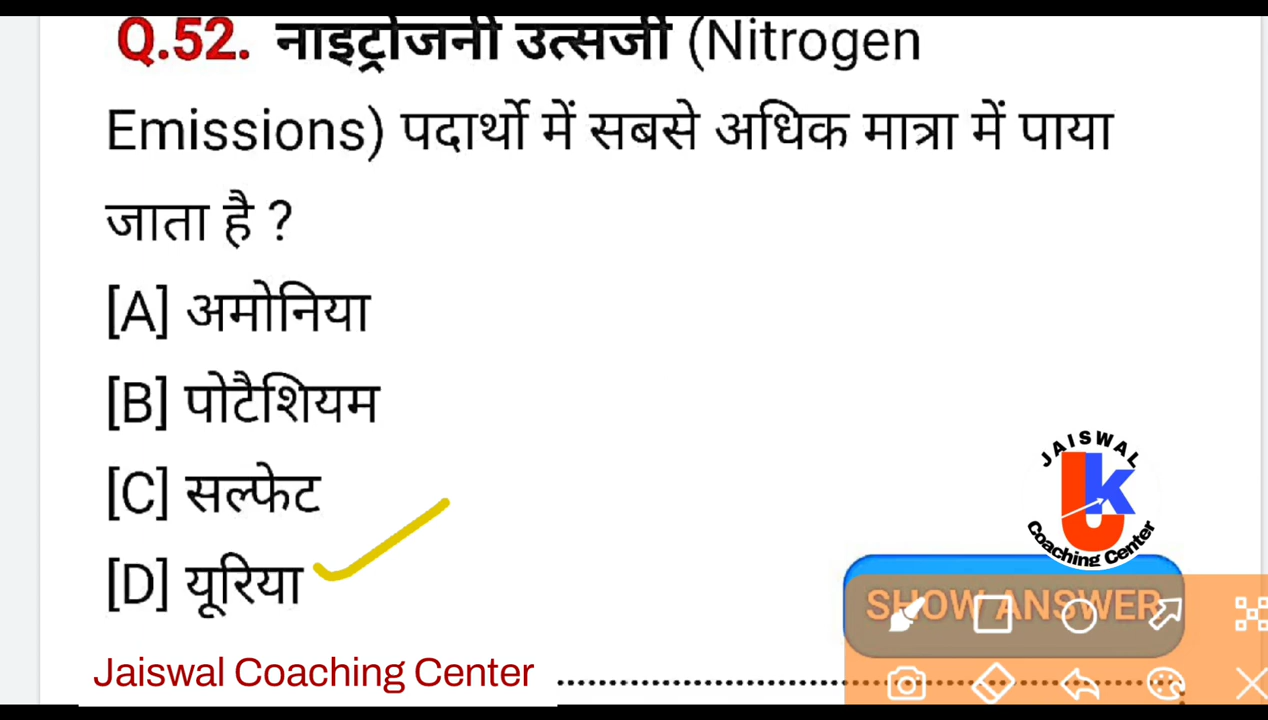 Q.52. नाइट्रोजनी उत्सर्जी (Nitrogen
Emissions) पदार्थो में सबसे अधिक मात्रा में पाया
जाता है ?
[A] अमोनिया
[B] पोटैशियम
[C] सल्फेट
[D] यूरिया
JAISWAL
Jk
Coaching Center
SHOW ANSWER
Jaiswal Coaching Center